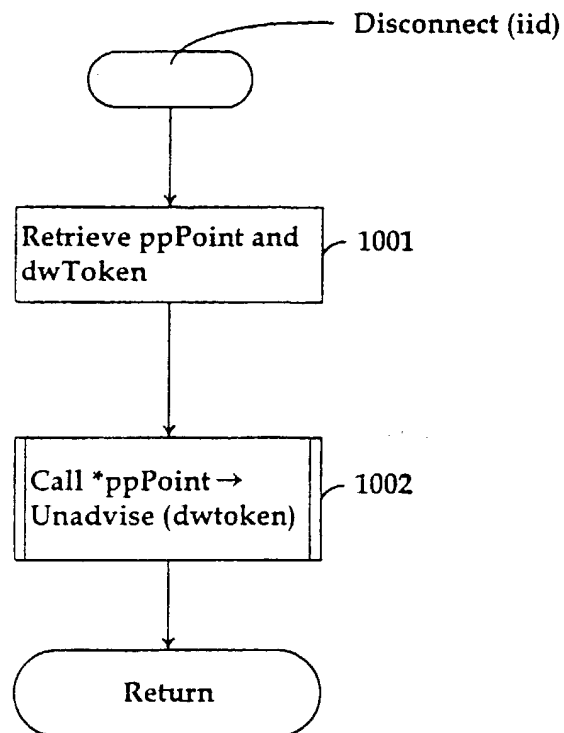 Disconnect (iid)
Retrieve ppPoint and
dwToken
1001
Call *ppPoint →
Unadvise (dwtoken)
1002
Return